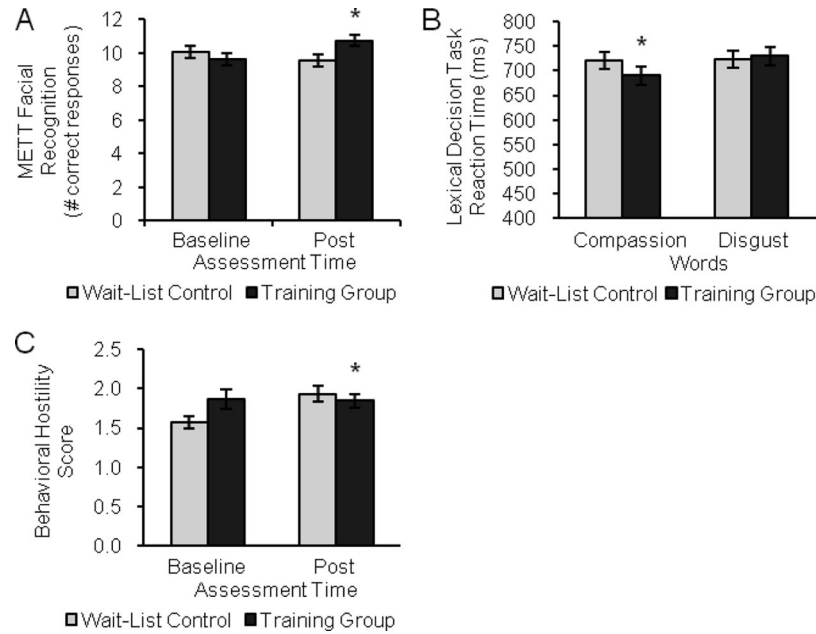 A
METT Facial
Recognition
(# correct responses)
12
10
8
6
4
2
0
*
Baseline
Post
Assessment Time
Wait-List Control
Training Group
B
Lexical Decision Task
Reaction Time (ms)
800
750
700
650
600
550
500
450
400
*
Compassion
Disgust
Words
Wait-List Control
Training Group
C
Behavioral Hostility
Score
2.5
2.0
1.5
1.0
0.5
0.0
*
Baseline
Post
Assessment Time
Wait-List Control
Training Group